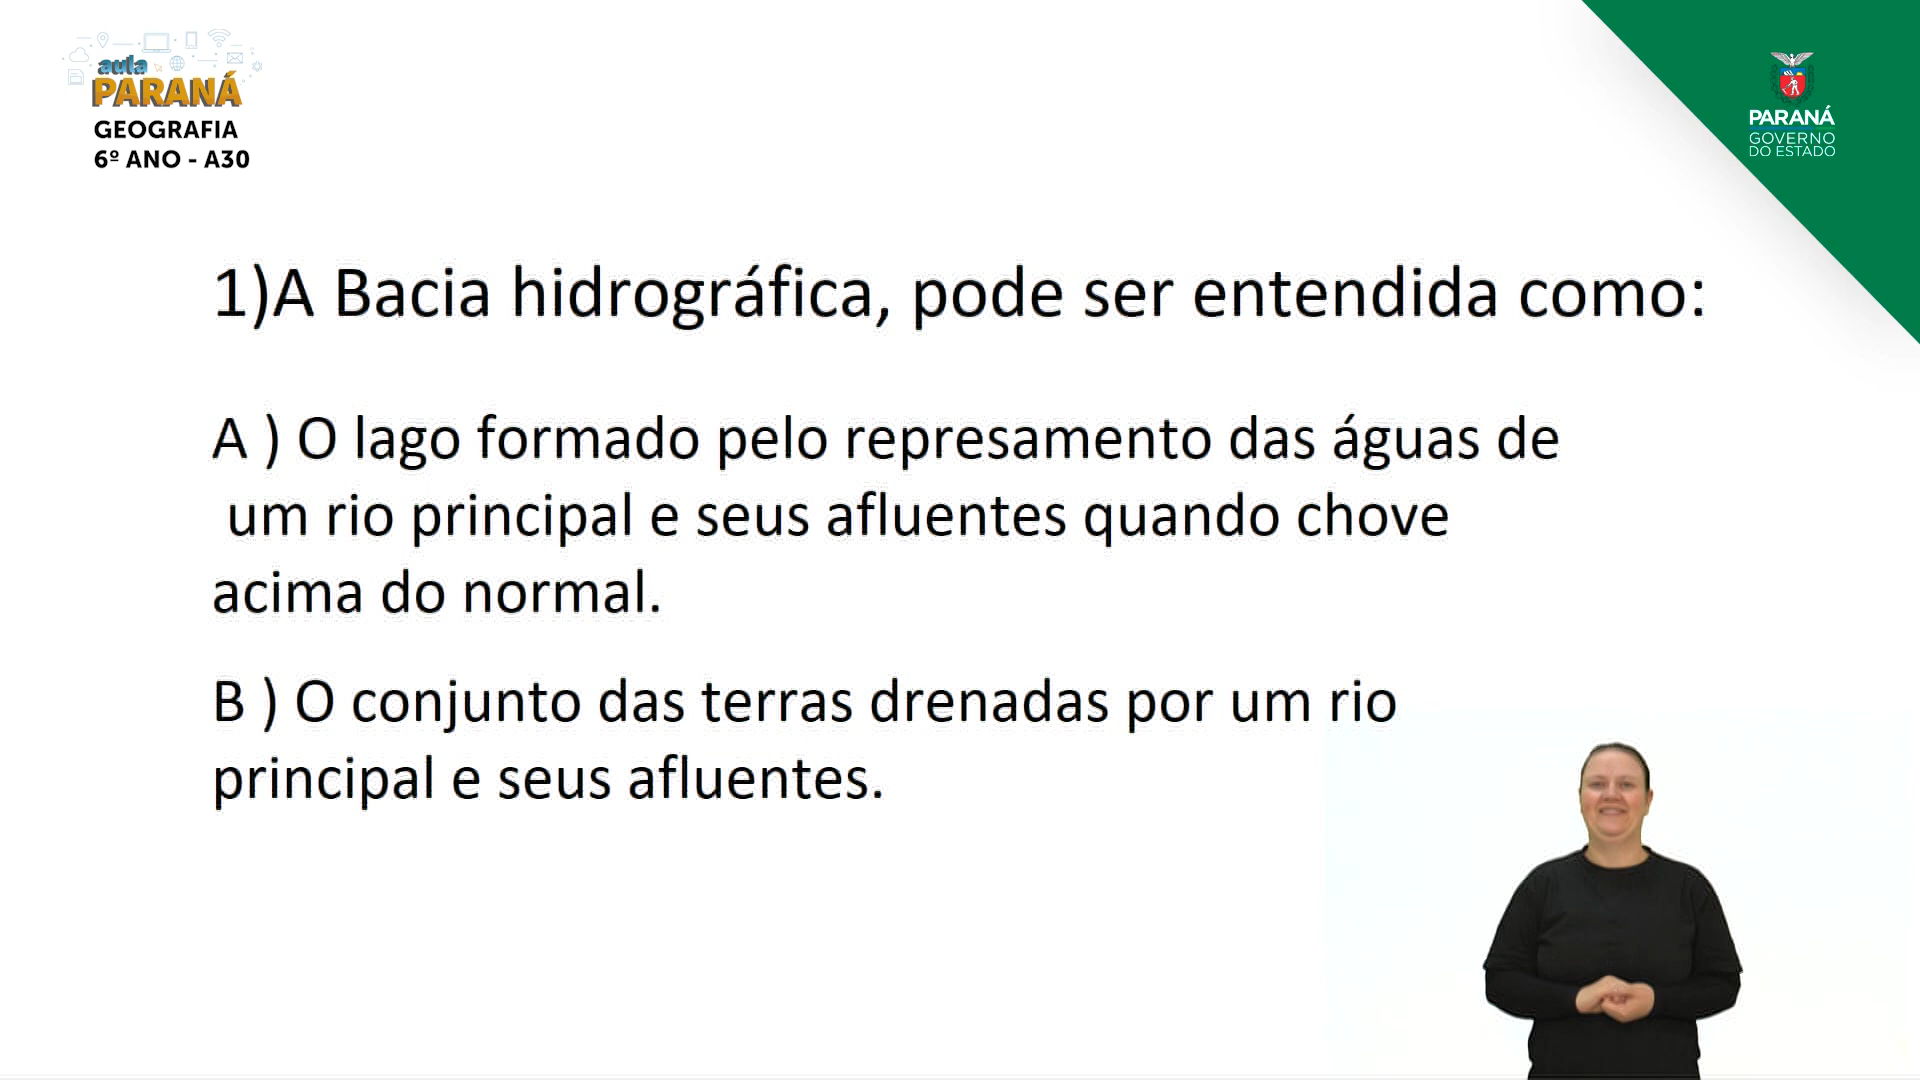 aula
PARANÁ
GEOGRAFIA
6º ANO - A30
PARANÁ
GOVERNO
DO ESTADO
1)A Bacia hidrográfica, pode ser entendida como:
A ) O lago formado pelo represamento das águas de
um rio principal e seus afluentes quando chove
acima do normal.
B ) O conjunto das terras drenadas por um rio
principal e seus afluentes.